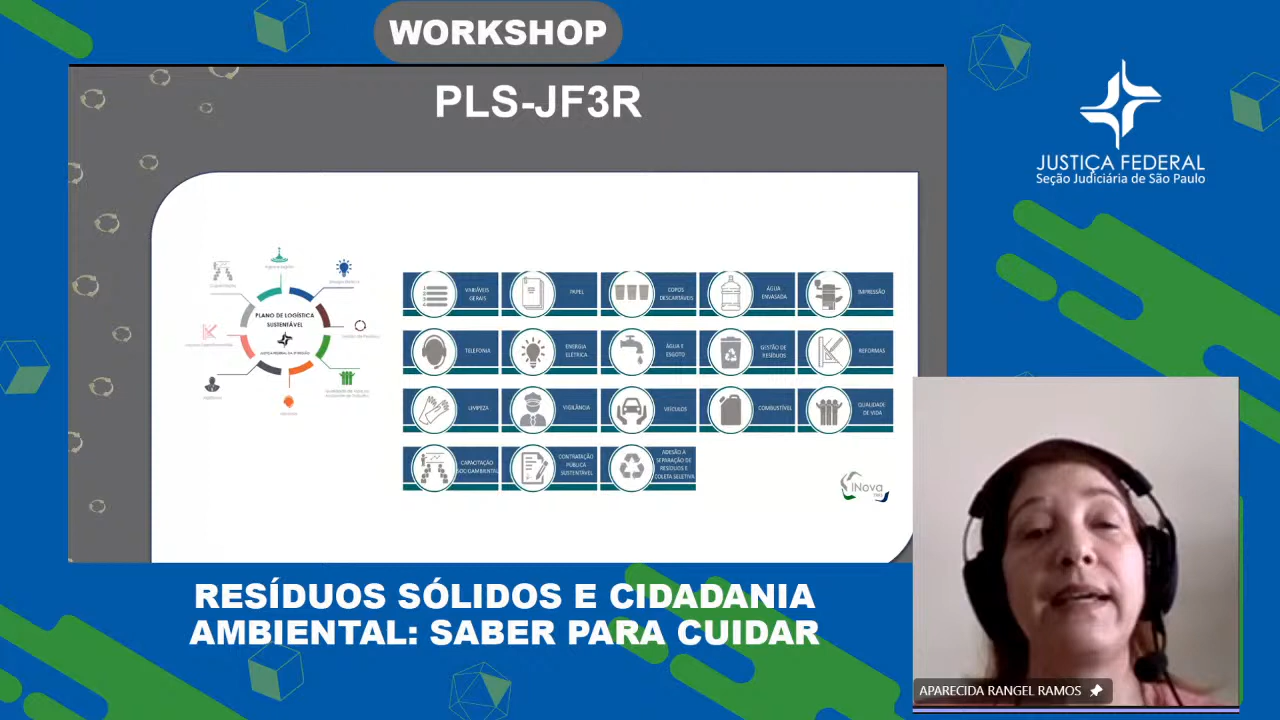 WORKSHOP
PLS-JF3R
JUSTIÇA FEDERAL
Seção Judiciária de São Paulo
PLANO DE LOGÍSTICA
SUSTENTÁVEL
VARIÁVEIS
GERAIS
PAPEL
COPOS
DESCARTÁVEIS
ÁGUA
ENVASADA
IMPRESSÃO
TELEFONIA
ENERGIA
ELÉTRICA
ÁGUA E
ESGOTO
GESTÃO DE
RESÍDUOS
REFORMAS
LIMPEZA
VIGILÂNCIA
VEÍCULOS
COMBUSTÍVEL
QUALIDADE
DE VIDA
CAPACITAÇÃO
SOCIOAMBIENTAL
CONTRATAÇÃO
PÚBLICA
SUSTENTÁVEL
ADESÃO À
SEPARAÇÃO DE
RESÍDUOS E
COLETA SELETIVA
iNova
RESÍDUOS SÓLIDOS E CIDADANIA
AMBIENTAL: SABER PARA CUIDAR
APARECIDA RANGEL RAMOS